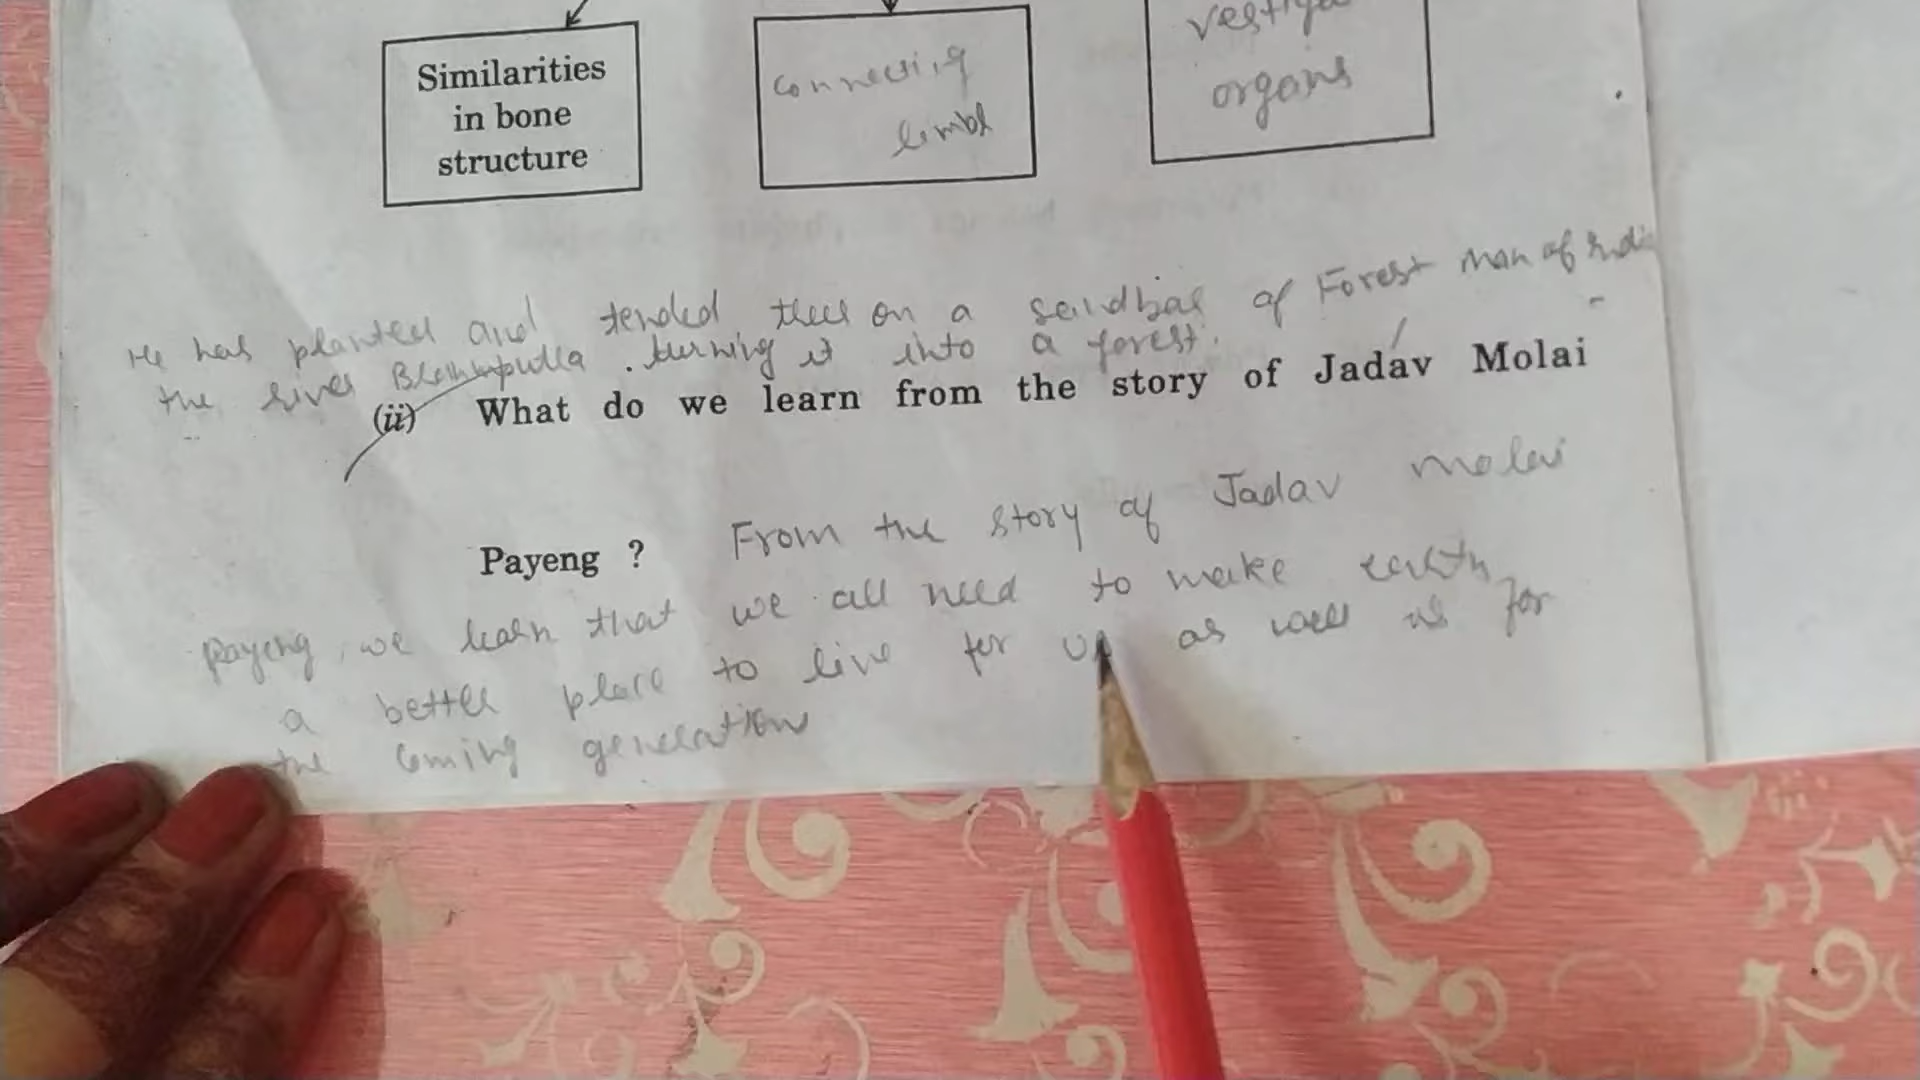 Similarities
in bone
structure
connecting
limbs
organs
Forest Man of
He has planted and tended tree on a sandbar of
the river Brahmputra. turning it into a forest.
(ii) What do we learn from the story of Jadav Molai
Payeng ? From the story of Jadav molai
Payeng, we learn that we all need to make earth
a better place to live for us as well as for
the coming generation